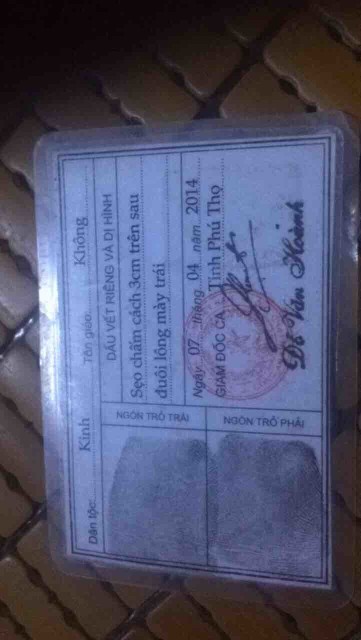 Dân tộc: Kinh Tôn giáo: Không
DẤU VẾT RIÊNG VÀ DỊ HÌNH
Sẹo chấm cách 3cm trên sau
đuôi lông mày trái
Ngày 07 tháng 04 năm 2014
GIÁM ĐỐC CA Tỉnh Phú Thọ
Đỗ Văn Hoành
NGÓN TRỎ TRÁI
NGÓN TRỎ PHẢI